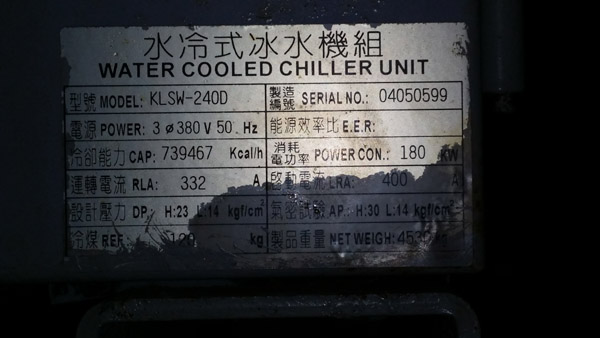 水冷式冰水機組
WATER COOLED CHILLER UNIT
型號 MODEL: KLSW-240D 製造編號 SERIAL NO.: 04050599
電源 POWER: 3 ø 380 V 50. Hz 能源效率比 E.E.R:
冷卻能力 CAP: 739467 Kcal/h 消耗電功率 POWER CON.: 180 KW
運轉電流 RLA: 332 A 啟動電流 LRA: 400 A
設計壓力 DP.: H:23 L:14 kgf/cm² 氣密試驗 AP.: H:30 L:14 kgf/cm²
冷煤 REF. 120 kg 製品重量 NET WEIGH: